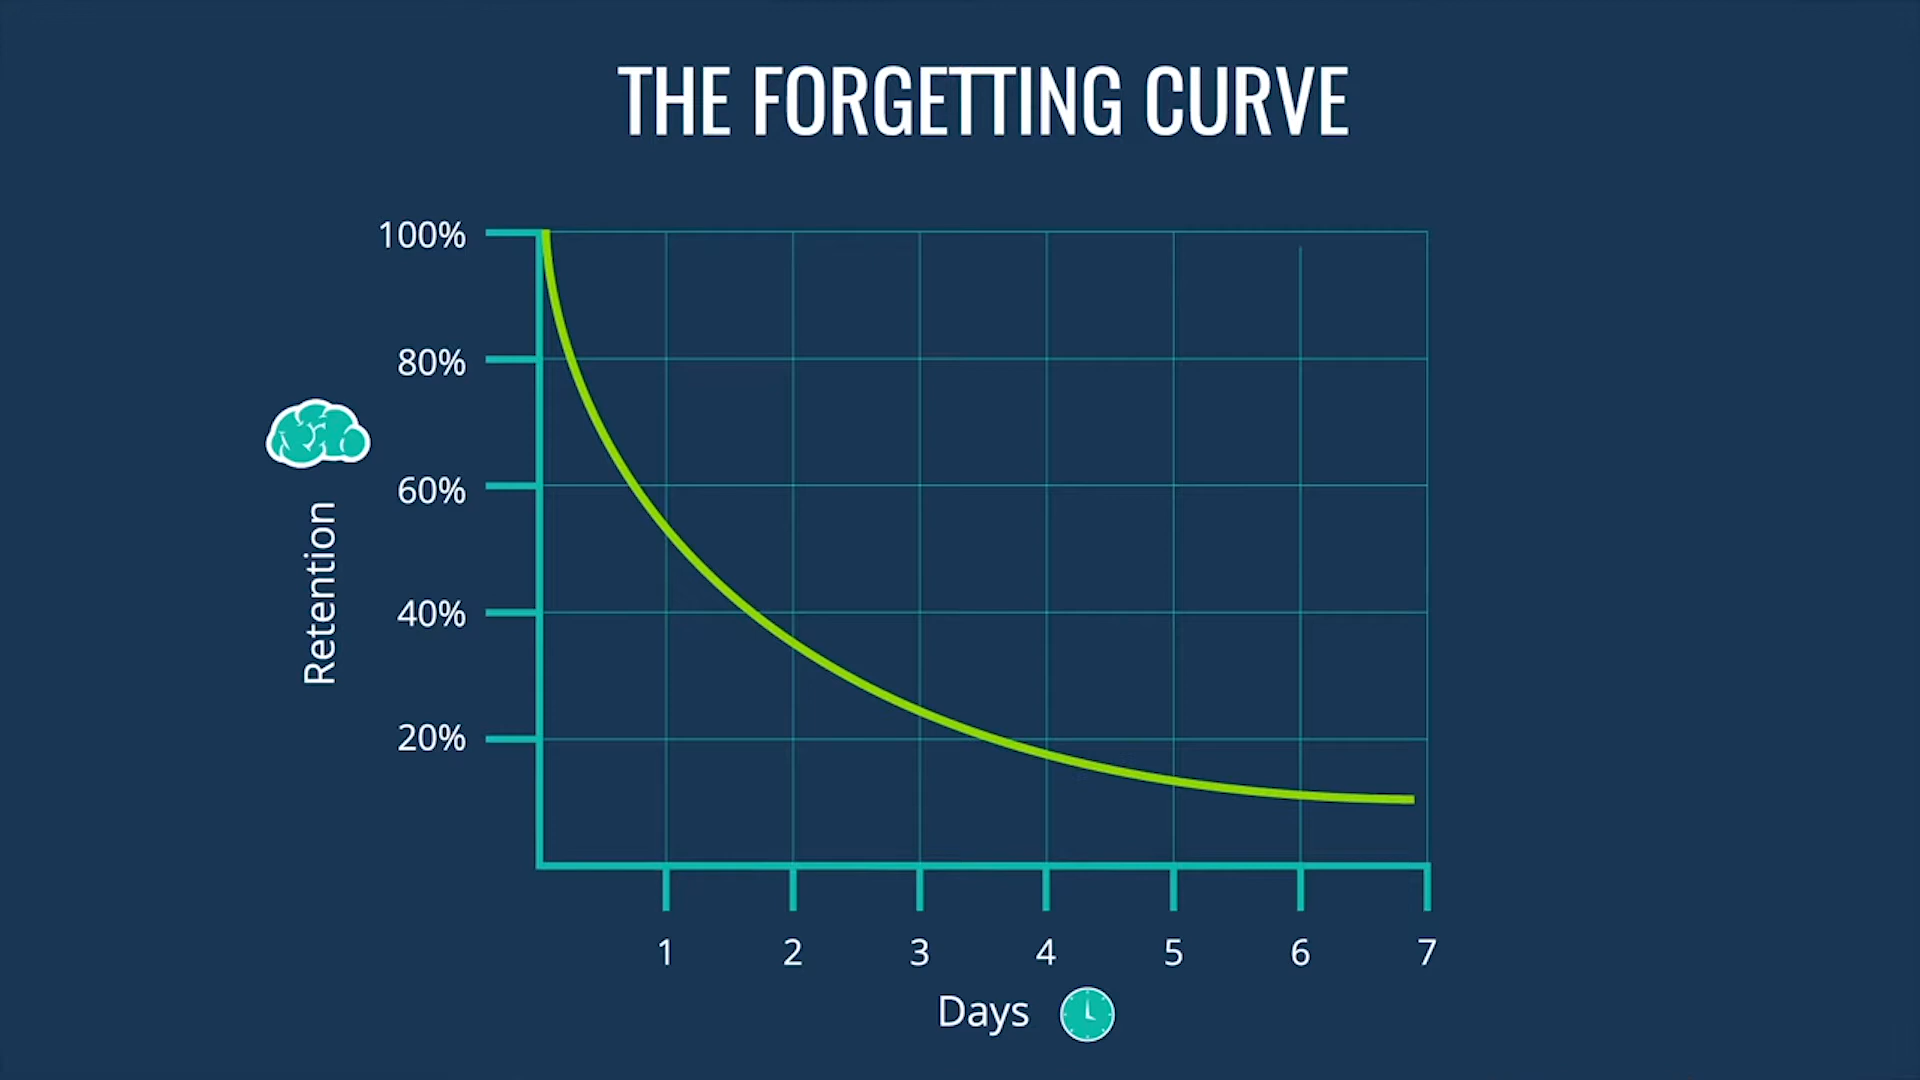 THE FORGETTING CURVE
100%
80%
60%
40%
20%
Retention
1 2 3 4 5 6 7
Days